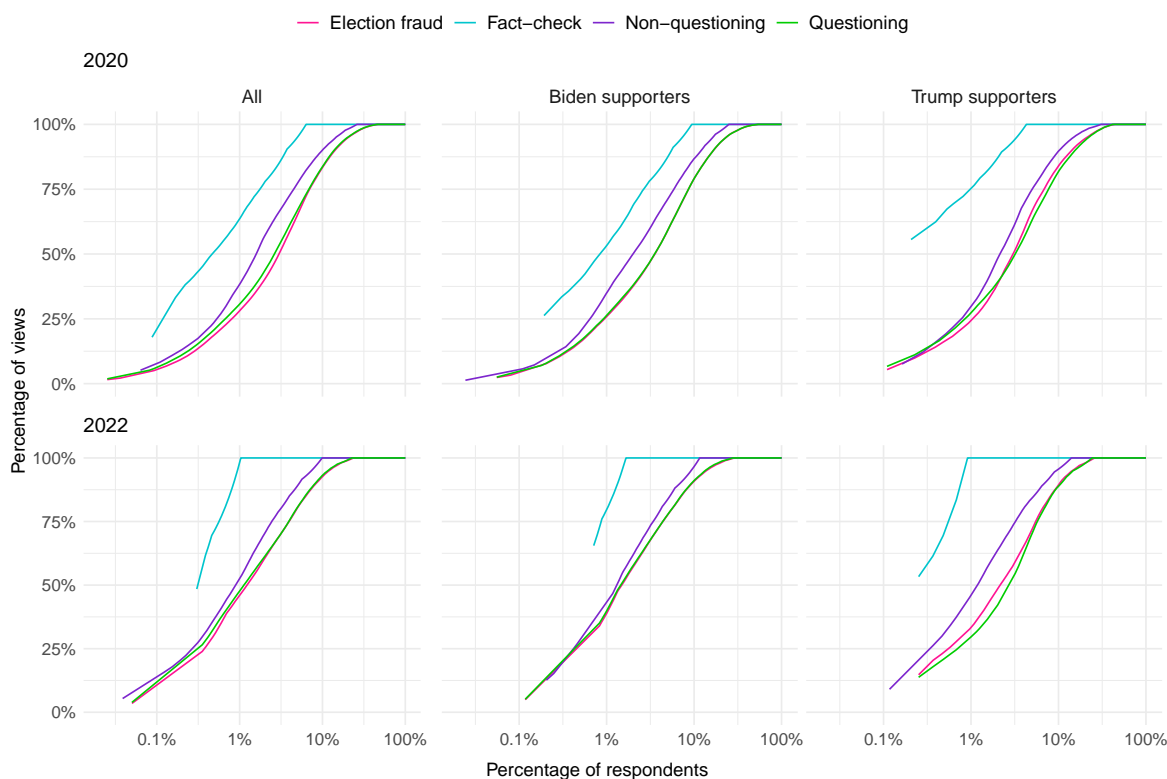 Election fraud Fact−check Non−questioning Questioning
2020
All Biden supporters Trump supporters
100%
75%
50%
25%
0%
Percentage of views
2022
100%
75%
50%
25%
0%
0.1% 1% 10% 100% 0.1% 1% 10% 100% 0.1% 1% 10% 100%
Percentage of respondents